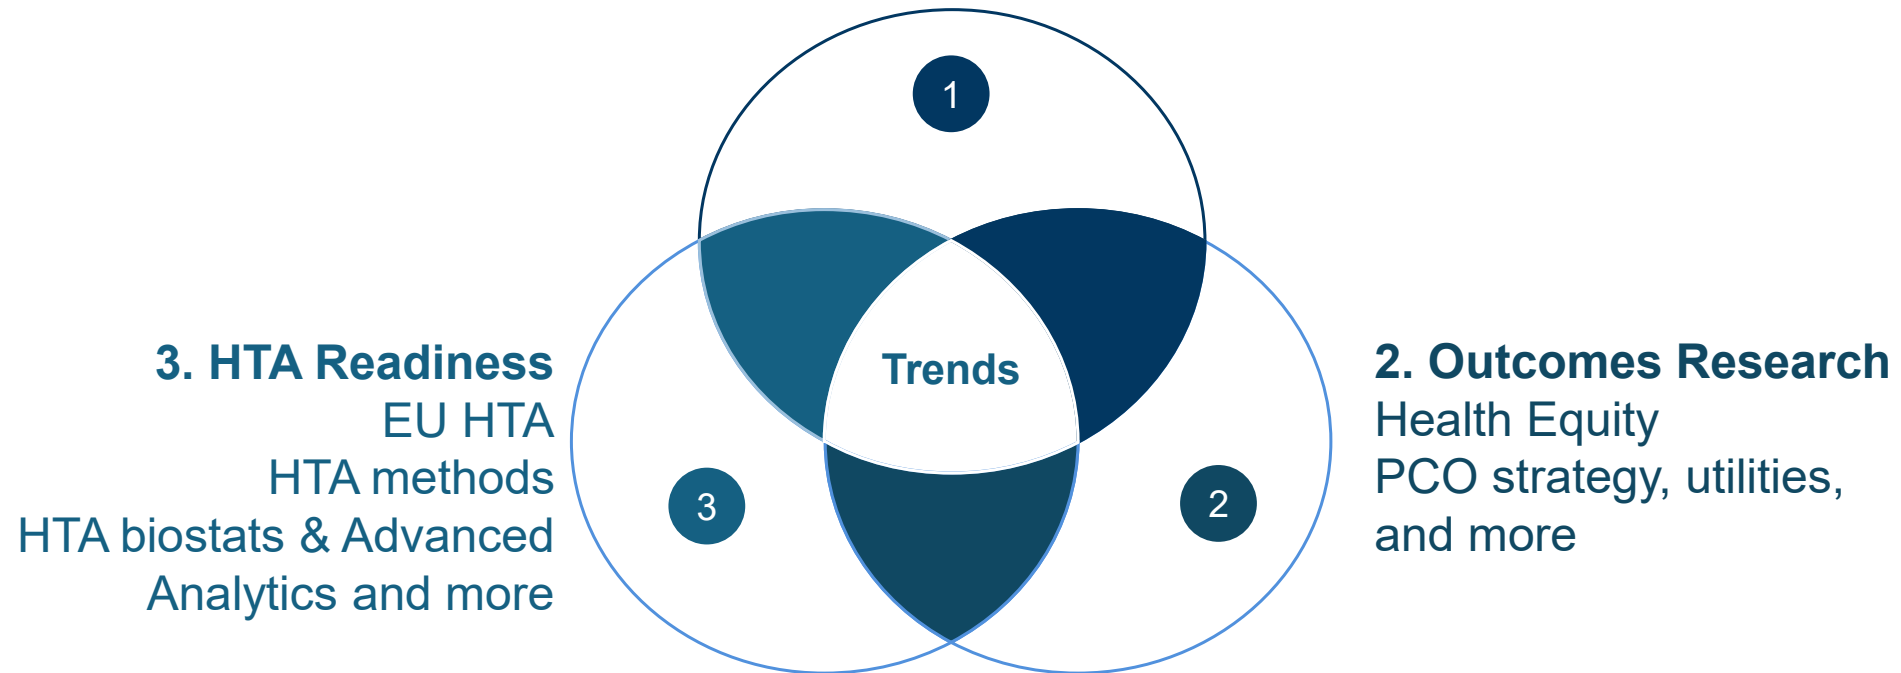 1
Trends
3. HTA Readiness
EU HTA
HTA methods
HTA biostats & Advanced
Analytics and more
3
2
2. Outcomes Research
Health Equity
PCO strategy, utilities,
and more